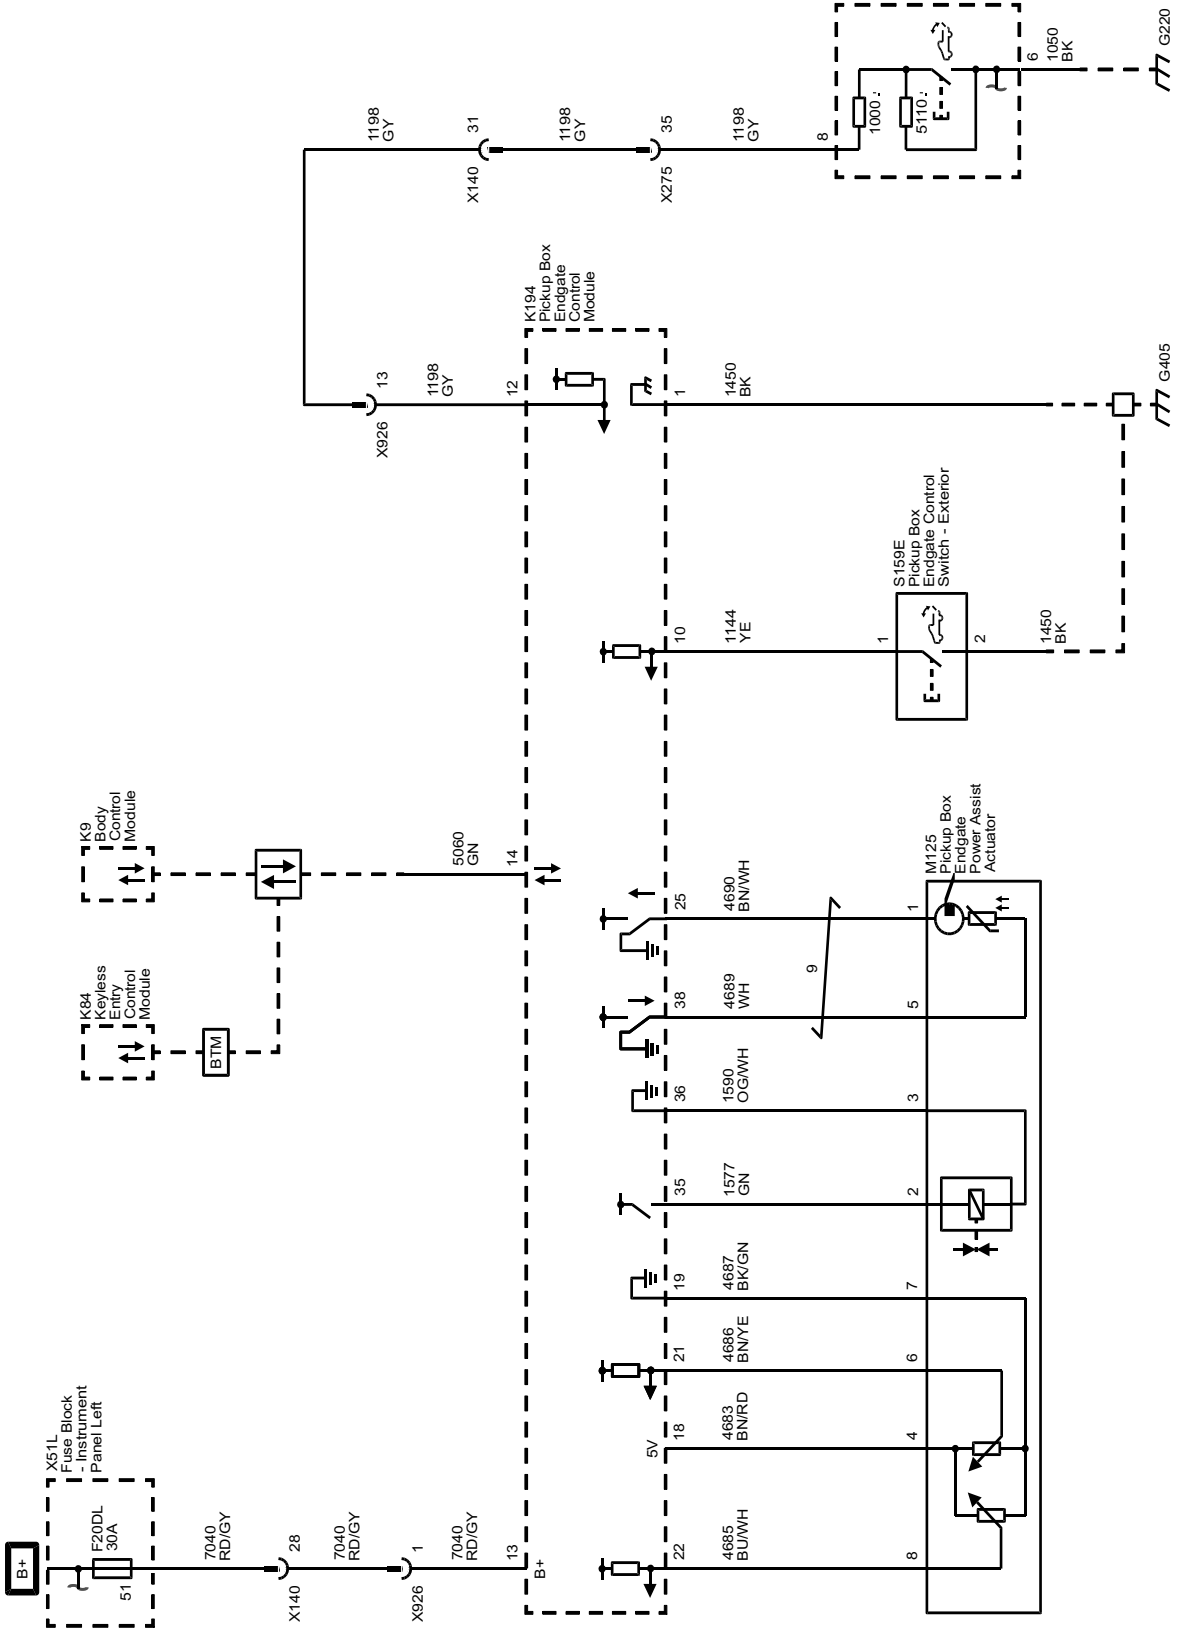 B+
X51L
Fuse Block
- Instrument
Panel Left
F20DL
30A
51
7040
RD/GY
X140
28
7040
RD/GY
X926
1
7040
RD/GY
13
B+
K84
Keyless
Entry
Control
Module
BTM
K9
Body
Control
Module
5060
GN
14
X926
13
1198
GY
12
K194
Pickup Box
Endgate
Control
Module
1198
GY
X140
31
1198
GY
X275
35
1198
GY
8
1000
5110
6
1050
BK
G220
22
4685
BU/WH
8
5V
18
4683
BN/RD
4
21
4686
BN/YE
6
19
4687
BK/GN
7
35
1577
GN
2
36
1590
OG/WH
3
38
4689
WH
5
9
25
4690
BN/WH
1
M125
Pickup Box
Endgate
Power Assist
Actuator
10
1144
YE
1
S159E
Pickup Box
Endgate Control
Switch - Exterior
2
1450
BK
1
1450
BK
G405